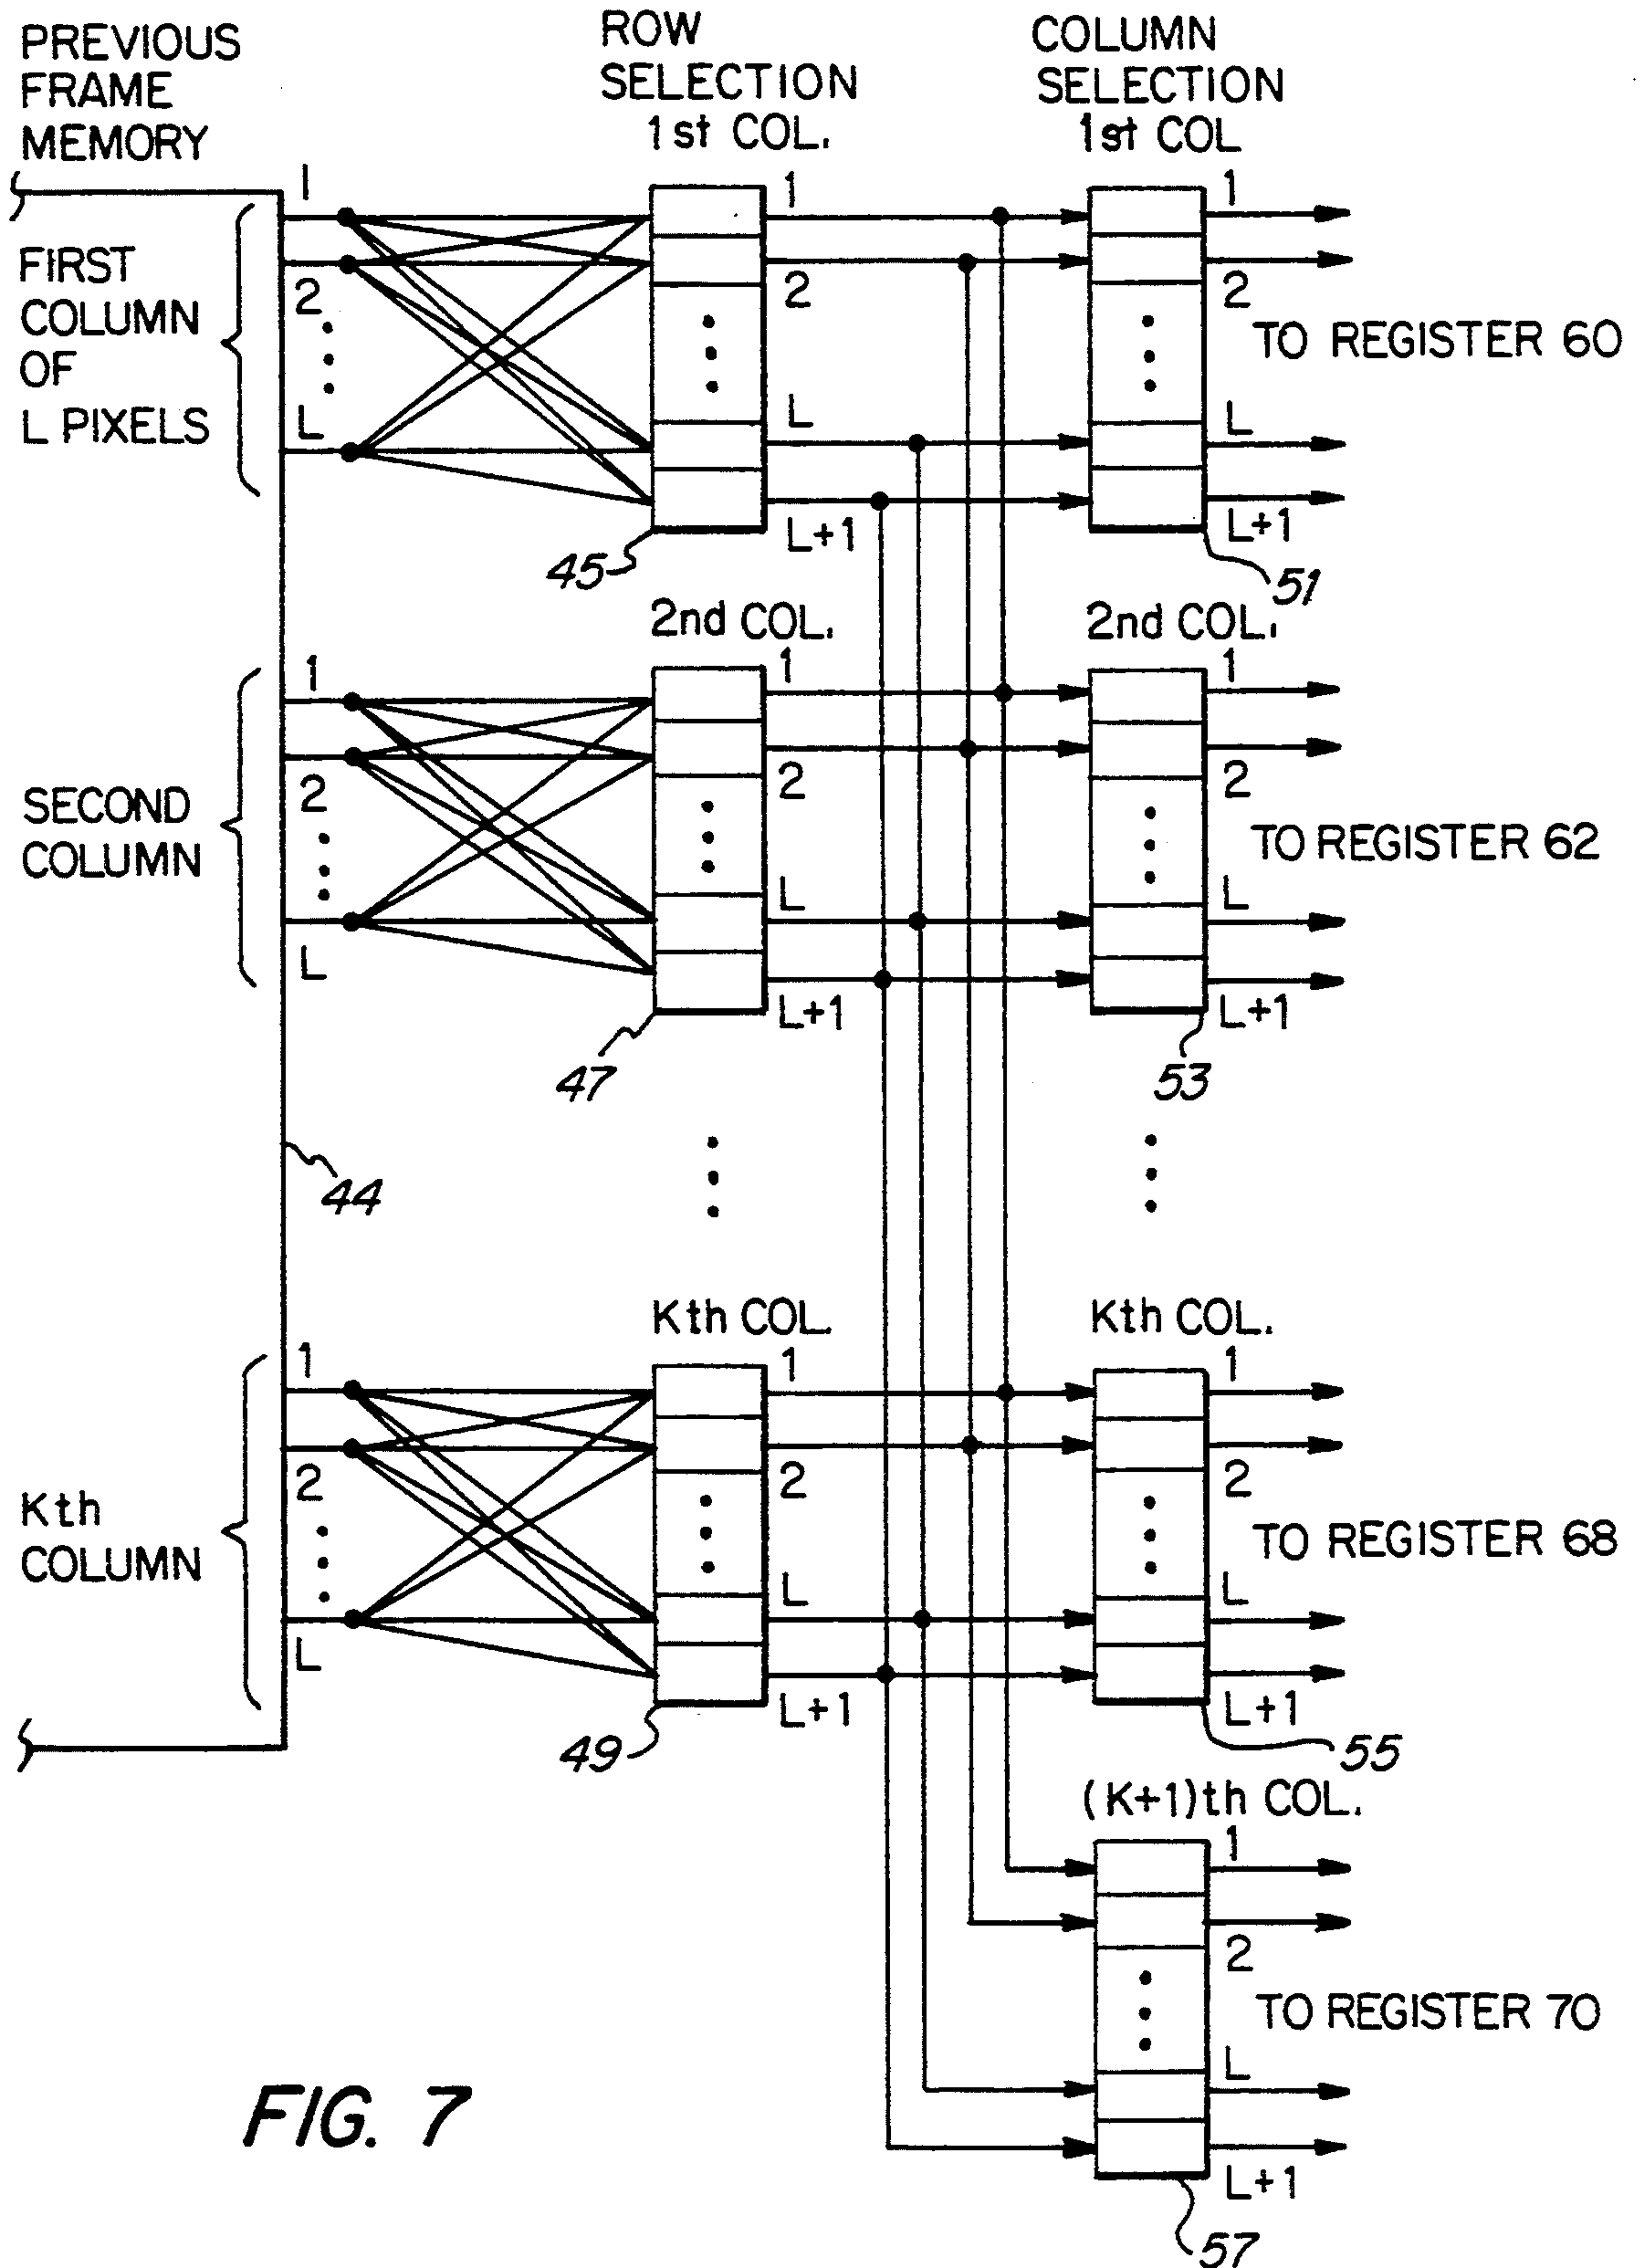 PREVIOUS
FRAME
MEMORY
ROW
SELECTION
1st COL.
COLUMN
SELECTION
1st COL
FIRST
COLUMN
OF
L PIXELS
1
2
L
1
2
L
L+1
1
2
TO REGISTER 60
L
L+1
45
51
2nd COL.
2nd COL.
SECOND
COLUMN
1
2
L
1
2
L
L+1
1
2
TO REGISTER 62
L
L+1
47
53
44
Kth COL.
Kth COL.
Kth
COLUMN
1
2
L
1
2
L
L+1
1
2
TO REGISTER 68
L
L+1
49
55
(K+1)th COL.
1
2
TO REGISTER 70
L
L+1
57
FIG. 7